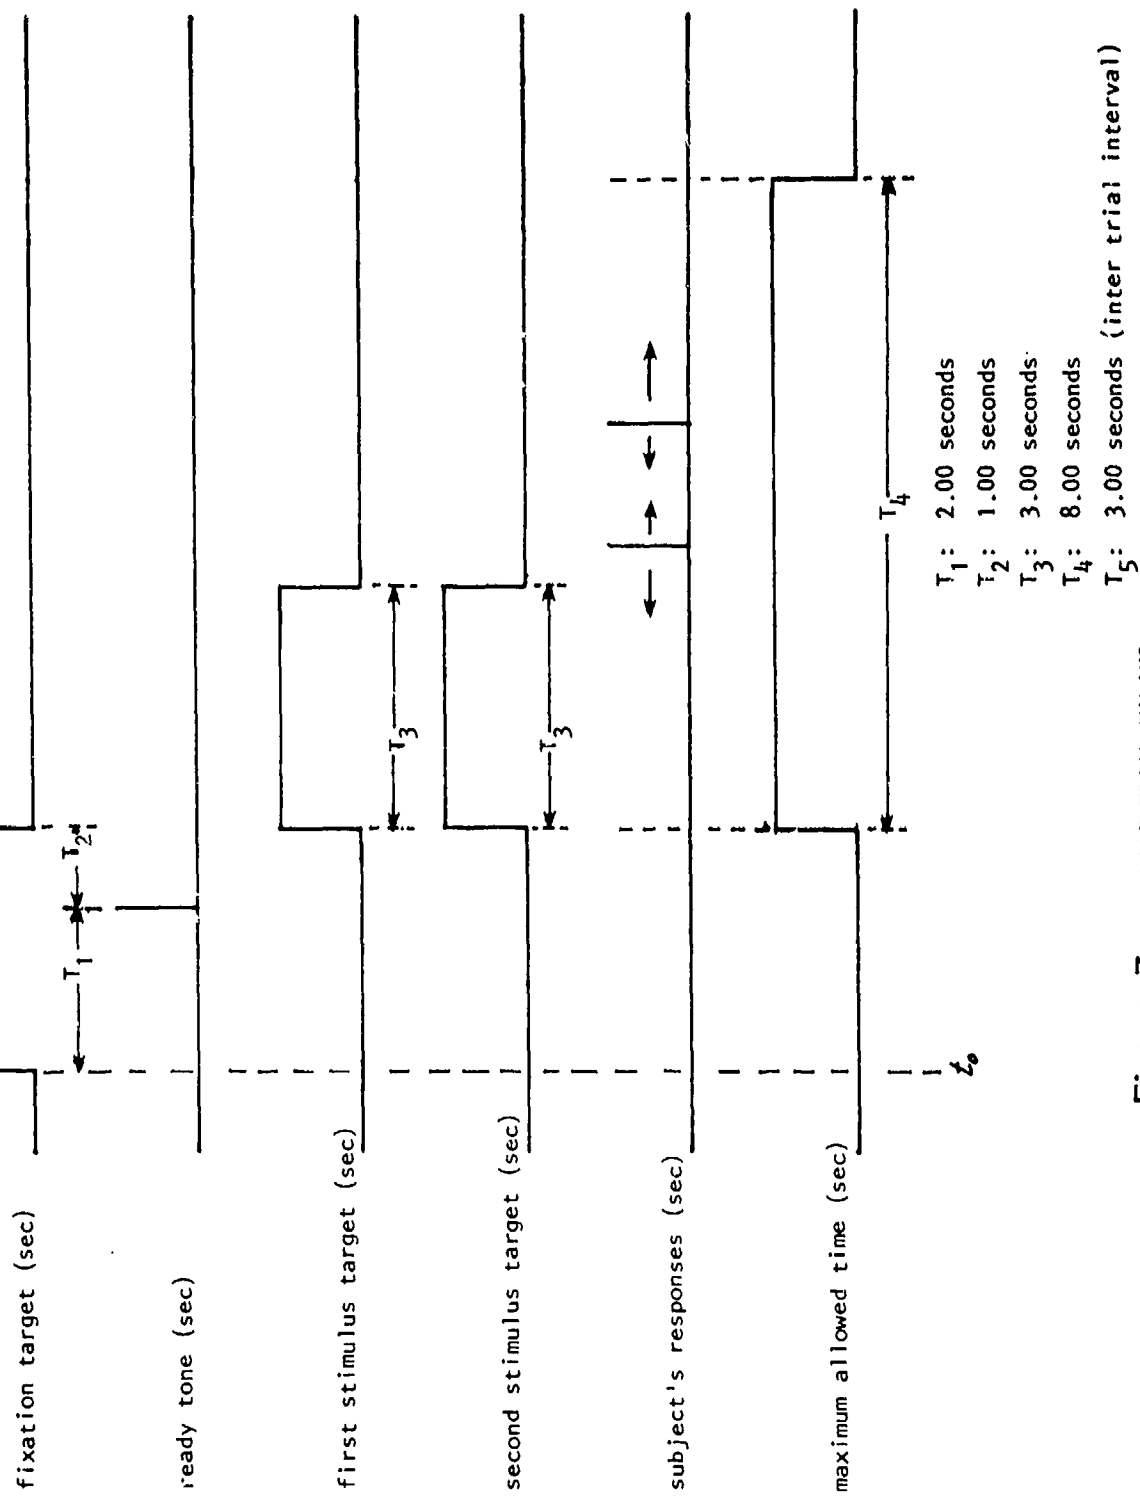 fixation target (sec)
T1
T2
ready tone (sec)
first stimulus target (sec)
T3
second stimulus target (sec)
T3
subject's responses (sec)
maximum allowed time (sec)
T4
t₀
T1: 2.00 seconds
T2: 1.00 seconds
T3: 3.00 seconds
T4: 8.00 seconds
T5: 3.00 seconds (inter trial interval)